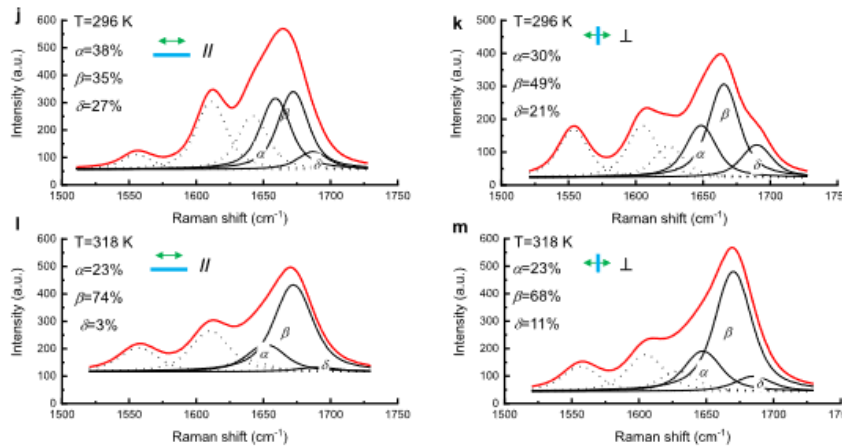 j
T=296 K
α=38%
β=35%
δ=27%
//
β
α
δ
Intensity (a.u.)
600
500
400
300
200
100
0
1500 1550 1600 1650 1700 1750
Raman shift (cm-1)
k
T=296 K
α=30%
β=49%
δ=21%
⊥
β
α
δ
Intensity (a.u.)
500
400
300
200
100
0
1500 1550 1600 1650 1700 1750
Raman shift (cm-1)
l
T=318 K
α=23%
β=74%
δ=3%
//
β
α
δ
Intensity (a.u.)
600
500
400
300
200
100
0
1500 1550 1600 1650 1700 1750
Raman shift (cm-1)
m
T=318 K
α=23%
β=68%
δ=11%
⊥
β
α
δ
Intensity (a.u.)
600
500
400
300
200
100
0
1500 1550 1600 1650 1700 1750
Raman shift (cm-1)